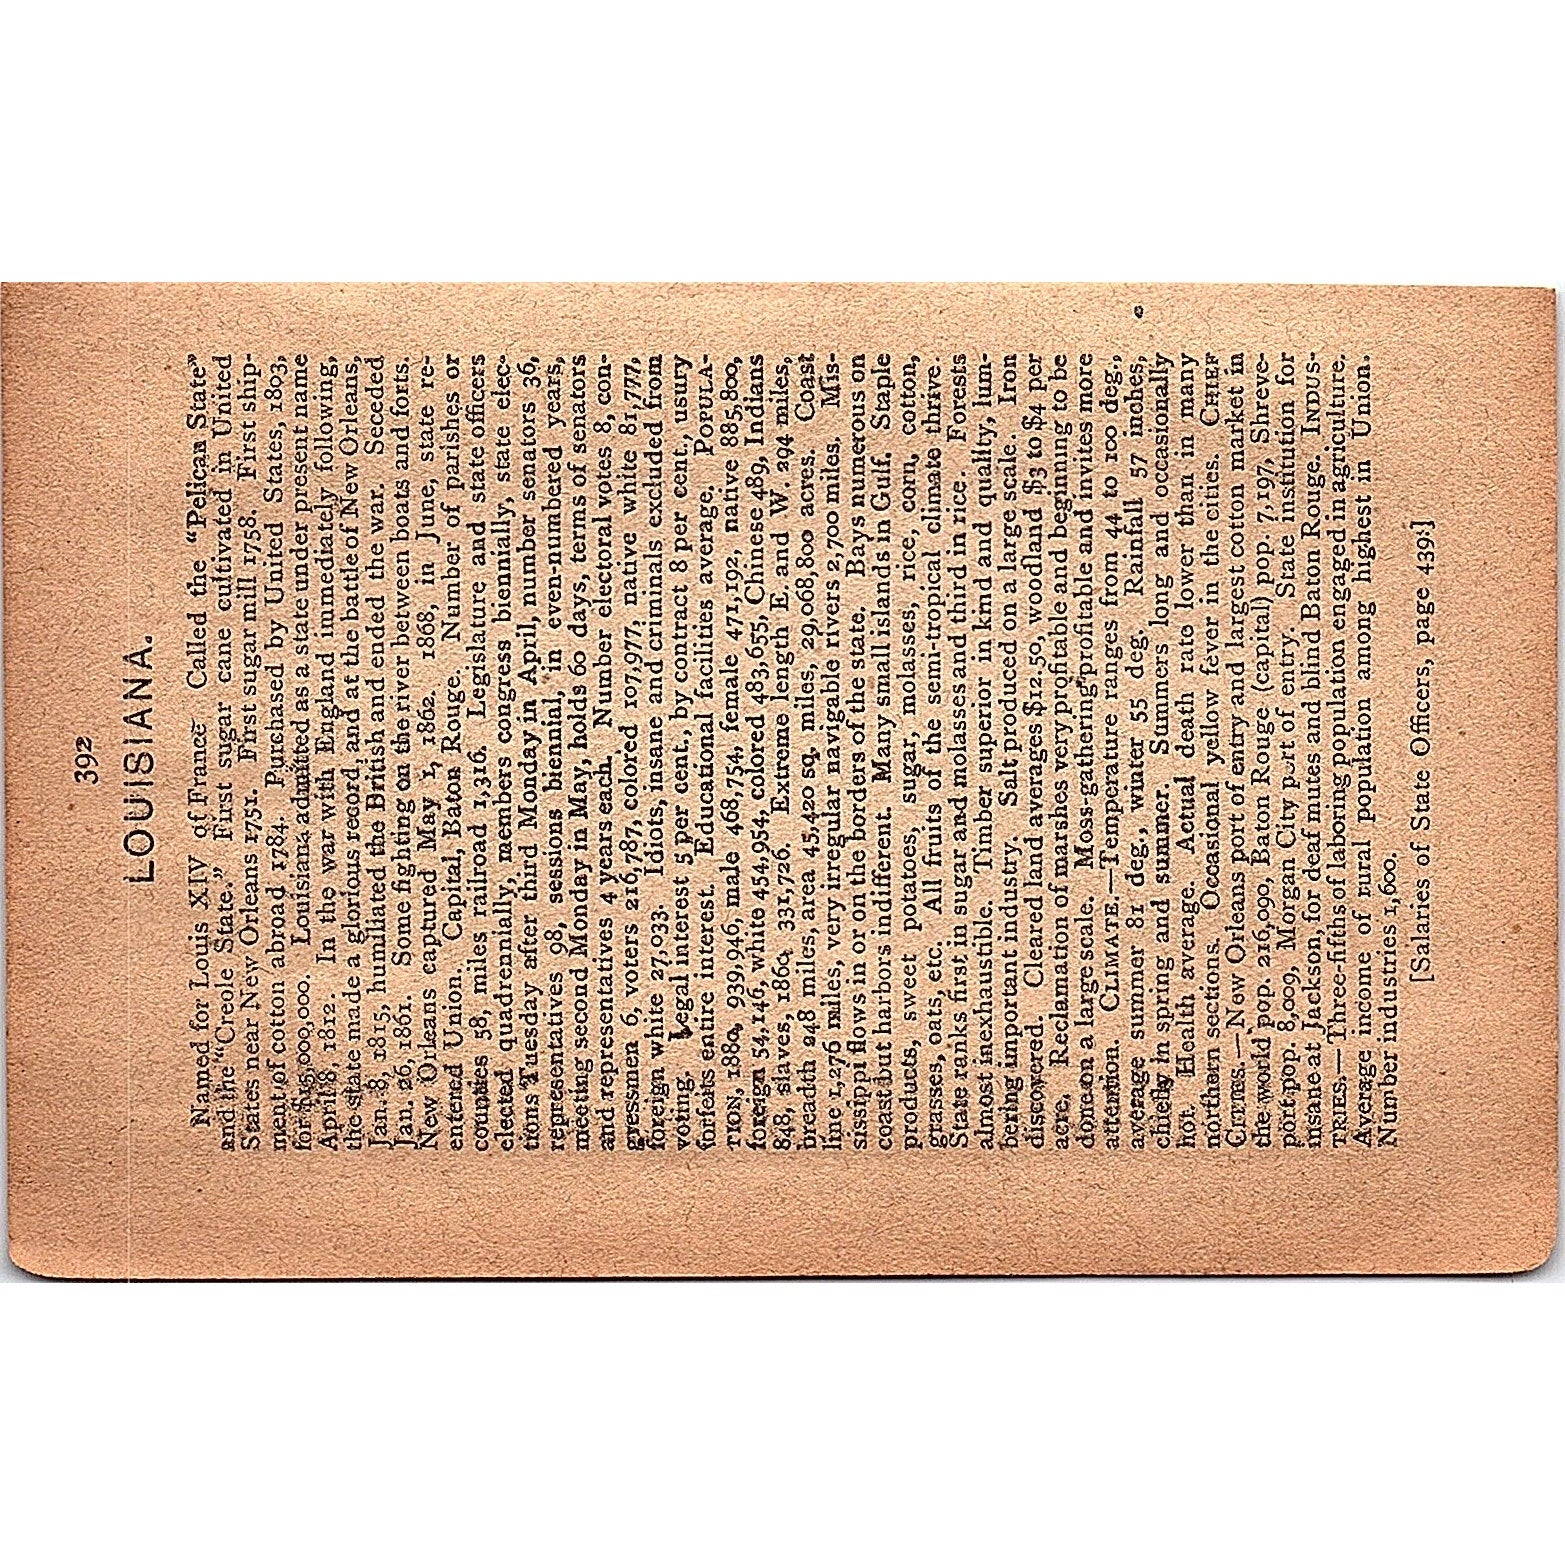 392
LOUISIANA.
Named for Louis XIV of France Called the "Pelican State"
and the "Creole State." First sugar cane cultivated in United
States near New Orleans 1751. First sugar mill 1758. First ship-
ment of cotton abroad 1784. Purchased by United States, 1803,
for $15,000,000. Louisiana admitted as a state under present name
April 8, 1812. In the war with England immediately following,
the state made a glorious record, and at the battle of New Orleans,
Jan. 8, 1815, humiliated the British and ended the war. Seceded
Jan. 26, 1861. Some fighting on the river between boats and forts.
New Orleans captured May 1, 1862. 1868, in June, state re-
entered Union. Capital, Baton Rouge. Number of parishes or
counties 58, miles railroad 1,316. Legislature and state officers
elected quadrennially, members congress biennially, state elec-
tions Tuesday after third Monday in April, number senators 36,
representatives 98, sessions biennial, in even-numbered years,
meeting second Monday in May, holds 60 days, terms of senators
and representatives 4 years each. Number electoral votes 8, con-
gressmen 6, voters 216,787, colored 107,977, native white 81,777,
foreign white 27,033. Idiots, insane and criminals excluded from
voting. Legal interest 5 per cent., by contract 8 per cent., usury
forfeits entire interest. Educational facilities average. POPULA-
TION, 1880, 939,946, male 468,754, female 471,192, native 885,800,
foreign 54,146, white 454,954, colored 483,655, Chinese 489, Indians
848, slaves, 1860, 331,726. Extreme length E. and W. 294 miles,
breadth 248 miles, area 45,420 sq. miles, 29,068,800 acres. Coast
line 1,276 miles, very irregular navigable rivers 2,700 miles. Mis-
sissippi flows in or on the borders of the state. Bays numerous on
coast but harbors indifferent. Many small islands in Gulf. Staple
products, sweet potatoes, sugar, molasses, rice, corn, cotton,
grasses, oats, etc. All fruits of the semi-tropical climate thrive.
State ranks first in sugar and molasses and third in rice. Forests
almost inexhaustible. Timber superior in kind and quality, lum-
bering important industry. Salt produced on a large scale. Iron
discovered. Cleared land averages $12.50, woodland $3 to $4 per
acre. Reclamation of marshes very profitable and beginning to be
done on a large scale. Moss-gathering profitable and invites more
attention. CLIMATE.—Temperature ranges from 44 to 100 deg.,
average summer 81 deg., winter 55 deg. Rainfall 57 inches,
chiefly in spring and summer. Summers long and occasionally
hot. Health average. Actual death rate lower than in many
northern sections. Occasional yellow fever in the cities. CHIEF
CITIES.—New Orleans port of entry and largest cotton market in
the world pop. 216,090, Baton Rouge (capital) pop. 7,197, Shreve-
port pop. 8,009, Morgan City port of entry. State institution for
insane at Jackson, for deaf mutes and blind Baton Rouge. INDUS-
TRIES.—Three-fifths of laboring population engaged in agriculture.
Average income of rural population among highest in Union.
Number industries 1,600.
[Salaries of State Officers, page 439:]